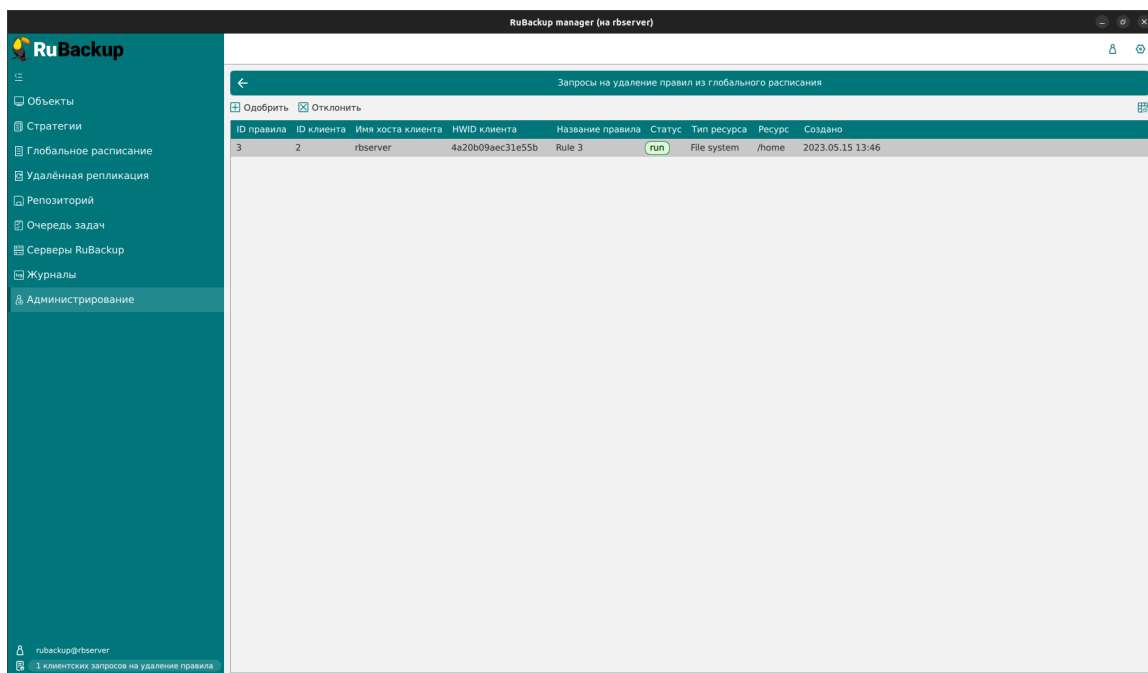 RuBackup manager (на rbserver)
RuBackup
Объекты
Стратегии
Глобальное расписание
Удалённая репликация
Репозиторий
Очередь задач
Серверы RuBackup
Журналы
Администрирование
rubackup@rbserver
1 клиентских запросов на удаление правила
Запросы на удаление правил из глобального расписания
Одобрить Отклонить
ID правила ID клиента Имя хоста клиента HWID клиента Название правила Статус Тип ресурса Ресурс Создано
3 2 rbserver 4a20b09aec31e55b Rule 3 run File system /home 2023.05.15 13:46